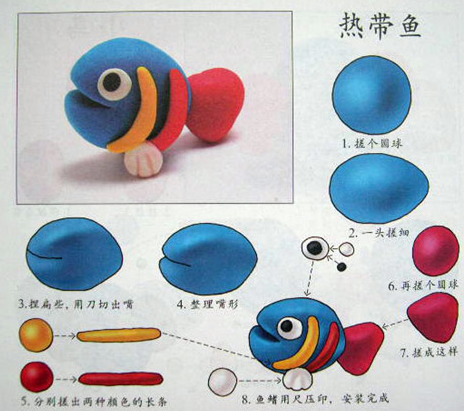 热带鱼
1.搓个圆球
2.一头搓细
3.捏扁些,用刀切出嘴
4.整理嘴形
6.再搓个圆球
7.搓成这样
5.分别搓出两种颜色的长条
8.鱼鳍用尺压印,安装完成